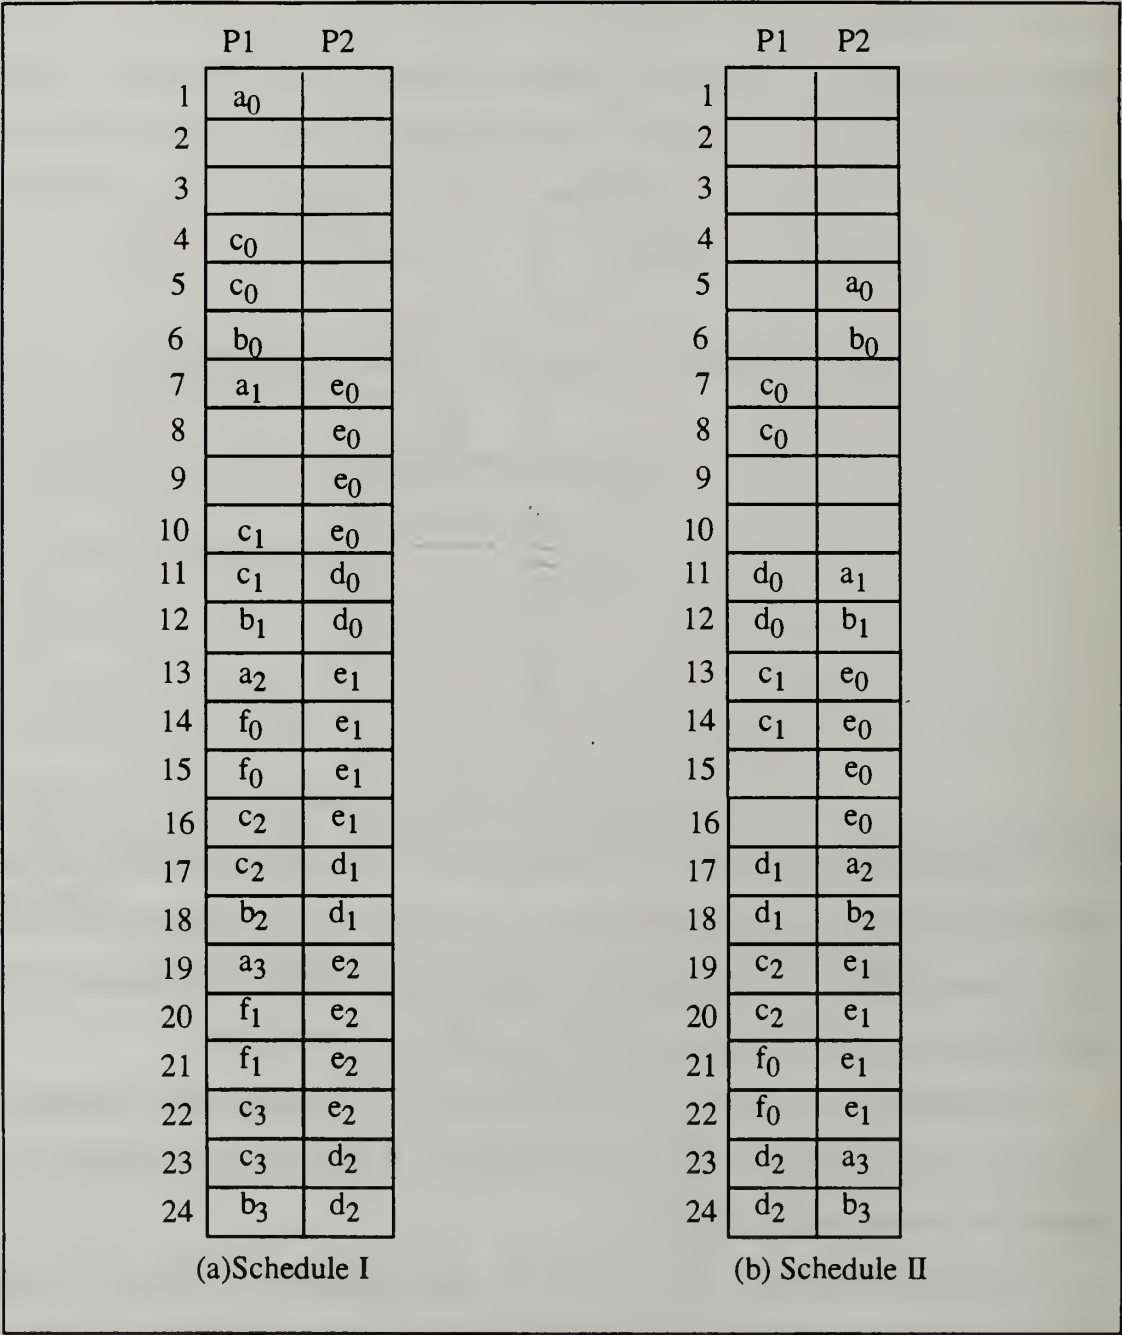 P1 P2 P1 P2
1 a0 1
2 2
3 3
4 c0 4
5 c0 5 a0
6 b0 6 b0
7 a1 e0 7 c0
8 e0 8 c0
9 e0 9
10 c1 e0 10
11 c1 d0 11 d0 a1
12 b1 d0 12 d0 b1
13 a2 e1 13 c1 e0
14 f0 e1 14 c1 e0
15 f0 e1 15 e0
16 c2 e1 16 e0
17 c2 d1 17 d1 a2
18 b2 d1 18 d1 b2
19 a3 e2 19 c2 e1
20 f1 e2 20 c2 e1
21 f1 e2 21 f0 e1
22 c3 e2 22 f0 e1
23 c3 d2 23 d2 a3
24 b3 d2 24 d2 b3
(a)Schedule I (b) Schedule II